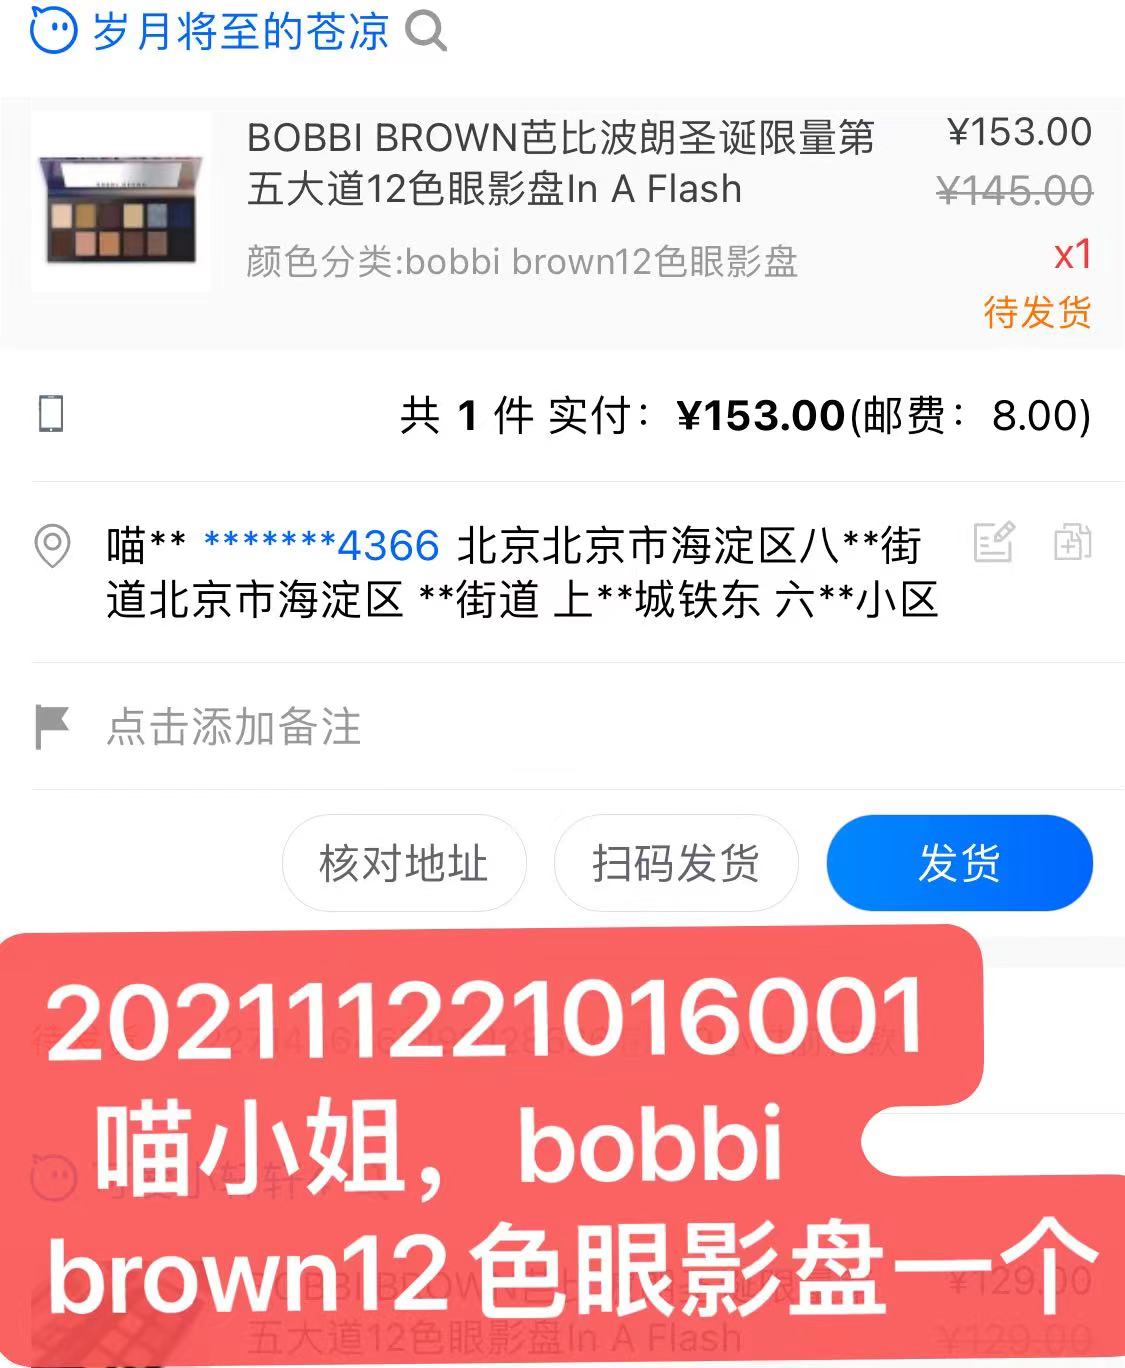 岁月将至的苍凉
BOBBI BROWN芭比波朗圣诞限量第
五大道12色眼影盘In A Flash
¥153.00
¥145.00
颜色分类:bobbi brown12色眼影盘
x1
待发货
共 1 件 实付：¥153.00(邮费：8.00)
喵** *******4366 北京北京市海淀区八**街
道北京市海淀区 **街道 上**城铁东 六**小区
点击添加备注
核对地址
扫码发货
发货
202111221016001
喵小姐，bobbi
brown12色眼影盘一个
¥129.00
五大道12色眼影盘In A Flash
¥129.00